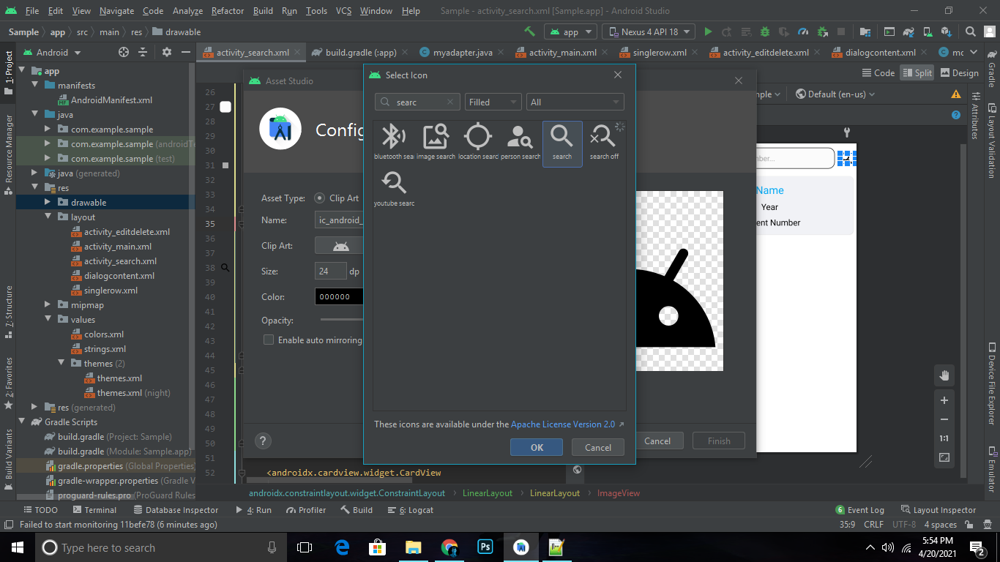 File Edit View Navigate Code Analyze Refactor Build Run Tools VCS Window Help Sample - activity_search.xml [Sample.app] - Android Studio
Sample app src main res drawable app Nexus 4 API 18
1: Project
Resource Manager
Z: Structure
2: Favorites
Build Variants
Android
app
manifests
AndroidManifest.xml
java
com.example.sample
com.example.sample (androidTe
com.example.sample (test)
java (generated)
res
drawable
layout
activity_editdelete.xml
activity_main.xml
activity_search.xml
dialogcontent.xml
singlerow.xml
mipmap
values
colors.xml
strings.xml
themes (2)
themes.xml
themes.xml (night)
res (generated)
Gradle Scripts
build.gradle (Project: Sample)
build.gradle (Module: Sample.app)
gradle.properties (Global Properties)
gradle-wrapper.properties (Gradle V
proguard-rules.pro (ProGuard Rules
activity_search.xml build.gradle (:app) myadapter.java activity_main.xml singlerow.xml activity_editdelete.xml dialogcontent.xml mc
Code Split Design
26
27
28
29
30
31
32
33
34
35
36
37
38
39
40
41
42
43
44
45
46
47
48
49
50
51
52 <androidx.cardview.widget.CardView
Asset Studio
Config
Asset Type: Clip Art
Name: ic_android_
Clip Art:
Size: 24 dp
Color: 000000
Opacity:
Enable auto mirroring
?
Cancel Finish
Select Icon
searc Filled All
bluetooth sea image search location searc person search search search off
youtube searc
These icons are available under the Apache License Version 2.0
OK Cancel
mple Default (en-us)
mber...
Name
Year
ent Number
1:1
Gradle
Layout Validation
Device File Explorer
Emulator
Attributes
androidx.constraintlayout.widget.ConstraintLayout LinearLayout LinearLayout ImageView
TODO Terminal Database Inspector 4: Run Profiler Build 6: Logcat 6 Event Log Layout Inspector
Failed to start monitoring 11befe78 (6 minutes ago) 35:9 CRLF UTF-8 4 spaces
Type here to search
Ps
5:54 PM
4/20/2021
2